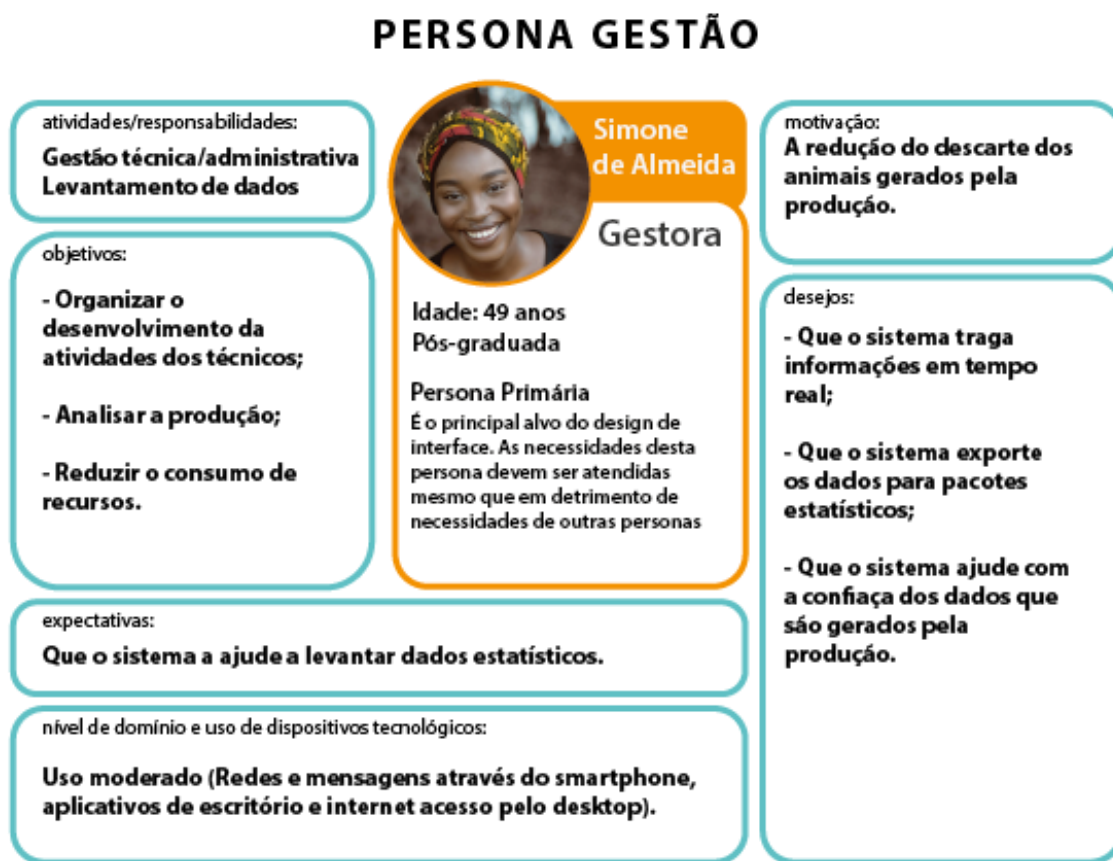 PERSONA GESTÃO
atividades/responsabilidades:
Gestão técnica/administrativa
Levantamento de dados
objetivos:
- Organizar o
desenvolvimento da
atividades dos técnicos;
- Analisar a produção;
- Reduzir o consumo de
recursos.
Simone
de Almeida
Gestora
Idade: 49 anos
Pós-graduada
Persona Primária
É o principal alvo do design de
interface. As necessidades desta
persona devem ser atendidas
mesmo que em detrimento de
necessidades de outras personas
motivação:
A redução do descarte dos
animais gerados pela
produção.
desejos:
- Que o sistema traga
informações em tempo
real;
- Que o sistema exporte
os dados para pacotes
estatísticos;
- Que o sistema ajude com
a confiaça dos dados que
são gerados pela
produção.
expectativas:
Que o sistema a ajude a levantar dados estatísticos.
nível de domínio e uso de dispositivos tecnológicos:
Uso moderado (Redes e mensagens através do smartphone,
aplicativos de escritório e internet acesso pelo desktop).